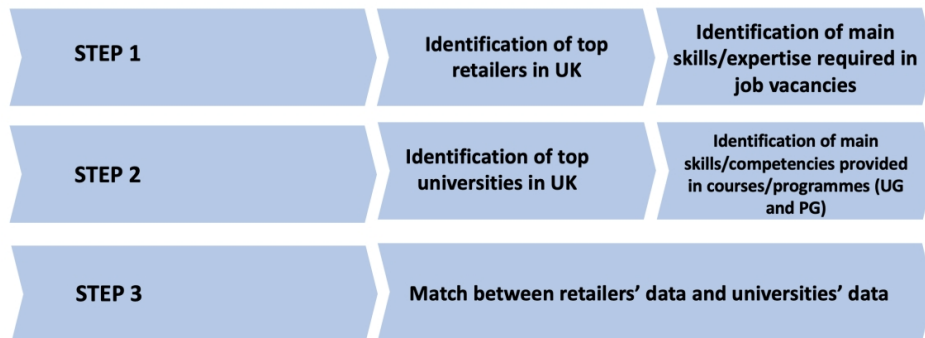 STEP 1
Identification of top
retailers in UK
Identification of main
skills/expertise required in
job vacancies
STEP 2
Identification of top
universities in UK
Identification of main
skills/competencies provided
in courses/programmes (UG
and PG)
STEP 3
Match between retailers’ data and universities’ data